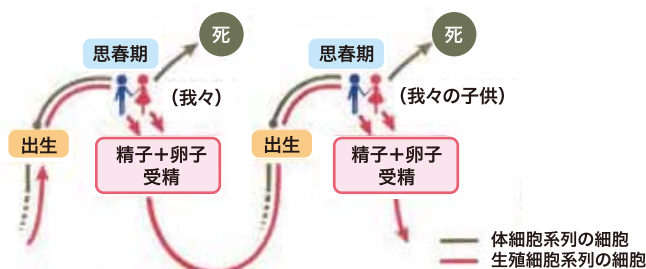 死
思春期
(我々)
出生
精子+卵子
受精
死
思春期
(我々の子供)
出生
精子+卵子
受精
体細胞系列の細胞
生殖細胞系列の細胞